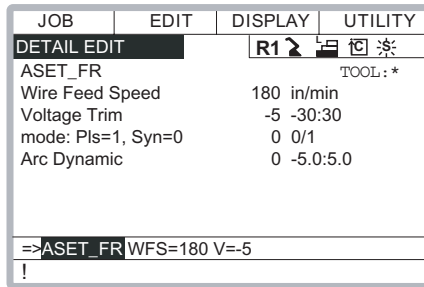 JOB EDIT DISPLAY UTILITY
DETAIL EDIT R1
ASET_FR TOOL:*
Wire Feed Speed 180 in/min
Voltage Trim -5 -30:30
mode: Pls=1, Syn=0 0 0/1
Arc Dynamic 0 -5.0:5.0
=>ASET_FR WFS=180 V=-5
!